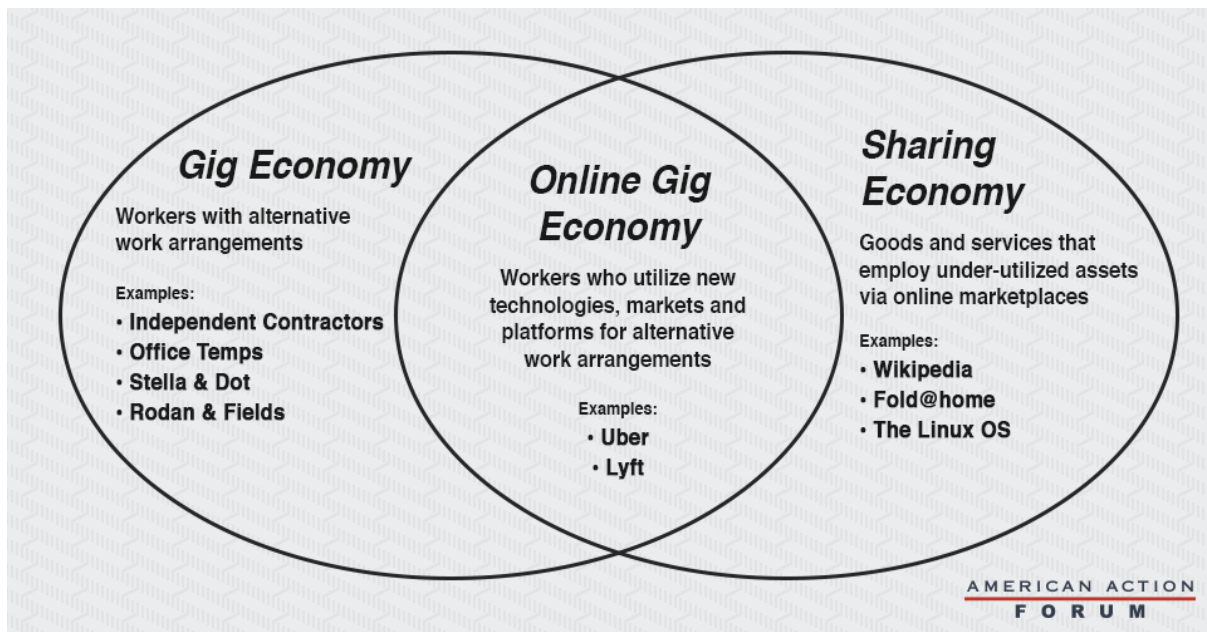 Gig Economy
Workers with alternative
work arrangements
Examples:
• Independent Contractors
• Office Temps
• Stella & Dot
• Rodan & Fields
Online Gig
Economy
Workers who utilize new
technologies, markets and
platforms for alternative
work arrangements
Examples:
• Uber
• Lyft
Sharing
Economy
Goods and services that
employ under-utilized assets
via online marketplaces
Examples:
• Wikipedia
• Fold@home
• The Linux OS
AMERICAN ACTION
FORUM